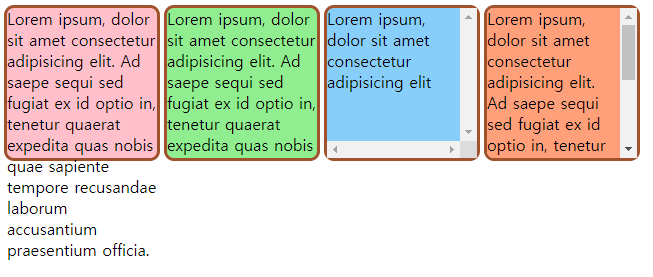 Lorem ipsum, dolor
sit amet consectetur
adipisicing elit. Ad
saepe sequi sed
fugiat ex id optio in,
tenetur quaerat
expedita quas nobis
quae sapiente
tempore recusandae
laborum
accusantium
praesentium officia.
Lorem ipsum, dolor
sit amet consectetur
adipisicing elit. Ad
saepe sequi sed
fugiat ex id optio in,
tenetur quaerat
expedita quas nobis
Lorem ipsum,
dolor sit amet
consectetur
adipisicing elit
Lorem ipsum,
dolor sit amet
consectetur
adipisicing elit.
Ad saepe sequi
sed fugiat ex id
optio in, tenetur